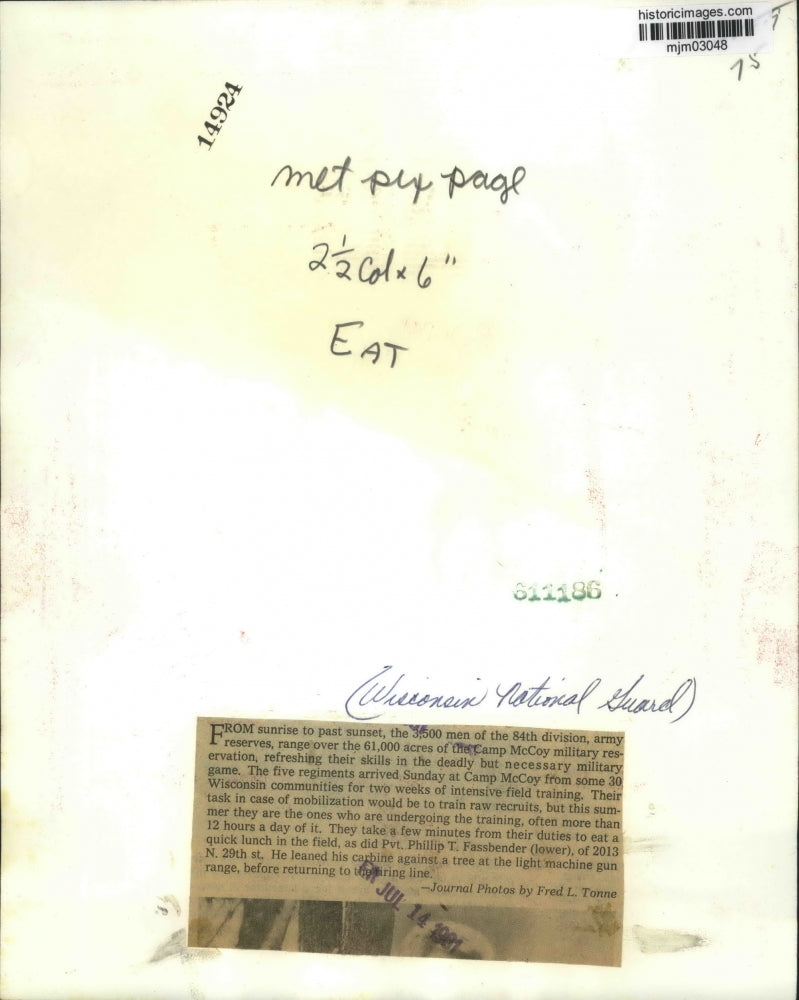 historicimages.com
mjm03048
15
14924
met pix page
2 1/2 Col x 6"
EAT
611186
(Wisconsin National Guard)
FROM sunrise to past sunset, the 3,500 men of the 84th division, army
reserves, range over the 61,000 acres of the Camp McCoy military res-
ervation, refreshing their skills in the deadly but necessary military
game. The five regiments arrived Sunday at Camp McCoy from some 30
Wisconsin communities for two weeks of intensive field training. Their
task in case of mobilization would be to train raw recruits, but this sum-
mer they are the ones who are undergoing the training, often more than
12 hours a day of it. They take a few minutes from their duties to eat a
quick lunch in the field, as did Pvt. Phillip T. Fassbender (lower), of 2013
N. 29th st. He leaned his carbine against a tree at the light machine gun
range, before returning to the firing line.
—Journal Photos by Fred L. Tonne
JUL 14